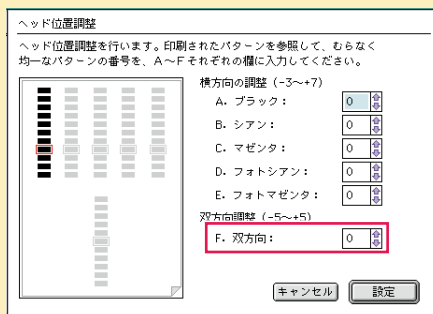 ヘッド位置調整
ヘッド位置調整を行います。印刷されたパターンを参照して、むらなく
均一なパターンの番号を、A～Fそれぞれの欄に入力してください。
横方向の調整（-3～+7）
A. ブラック： 0
B. シアン： 0
C. マゼンタ： 0
D. フォトシアン： 0
E. フォトマゼンタ： 0
双方向調整（-5～+5）
F. 双方向： 0
キャンセル 設定